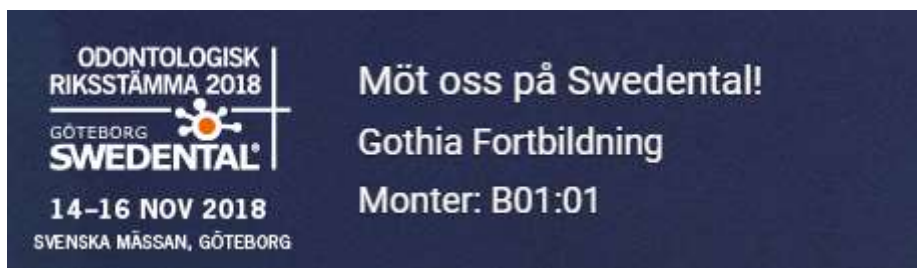 ODONTOLOGISK
RIKSSTÄMMA 2018
GÖTEBORG
SWEDENTAL®
14–16 NOV 2018
SVENSKA MÄSSAN, GÖTEBORG
Möt oss på Swedental!
Gothia Fortbildning
Monter: B01:01